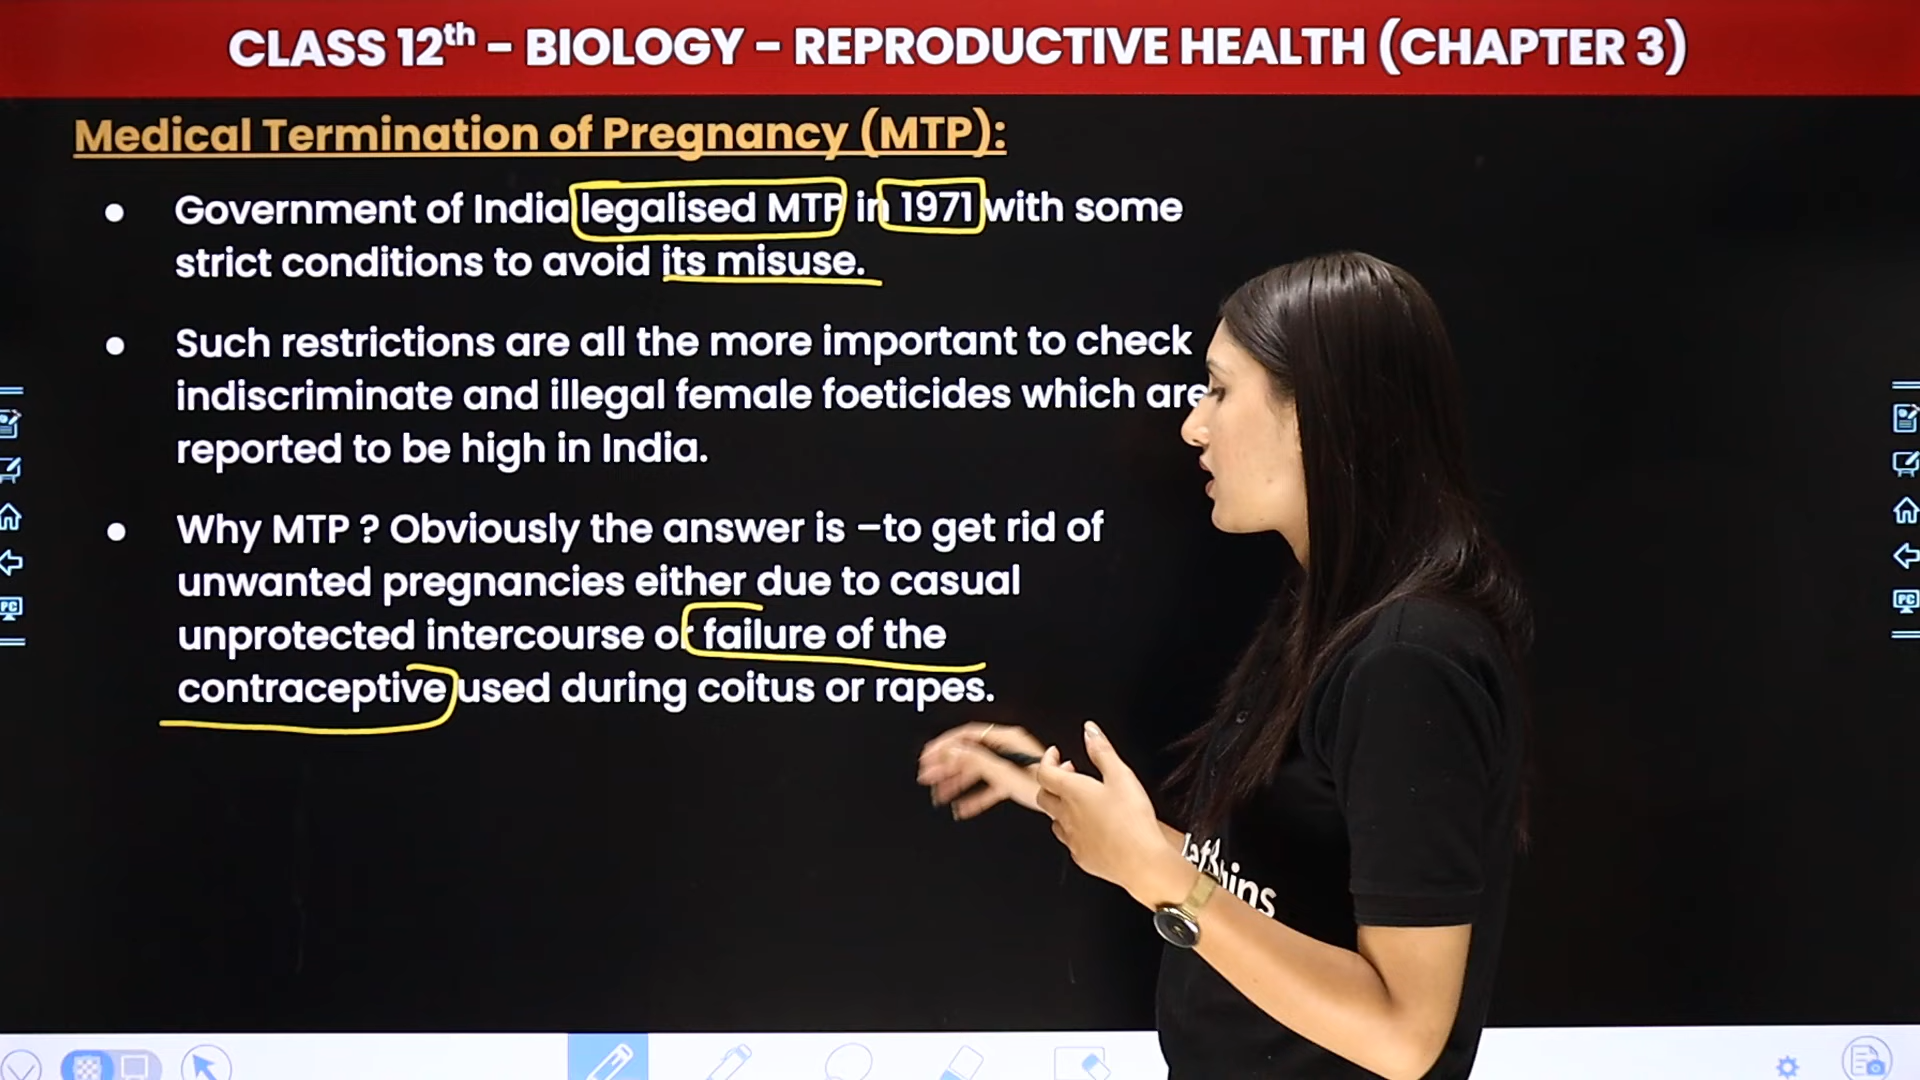 CLASS 12th – BIOLOGY – REPRODUCTIVE HEALTH (CHAPTER 3)
Medical Termination of Pregnancy (MTP):
● Government of India legalised MTP in 1971 with some
strict conditions to avoid its misuse.
● Such restrictions are all the more important to check
indiscriminate and illegal female foeticides which are
reported to be high in India.
● Why MTP ? Obviously the answer is –to get rid of
unwanted pregnancies either due to casual
unprotected intercourse or failure of the
contraceptive used during coitus or rapes.
PC
PC